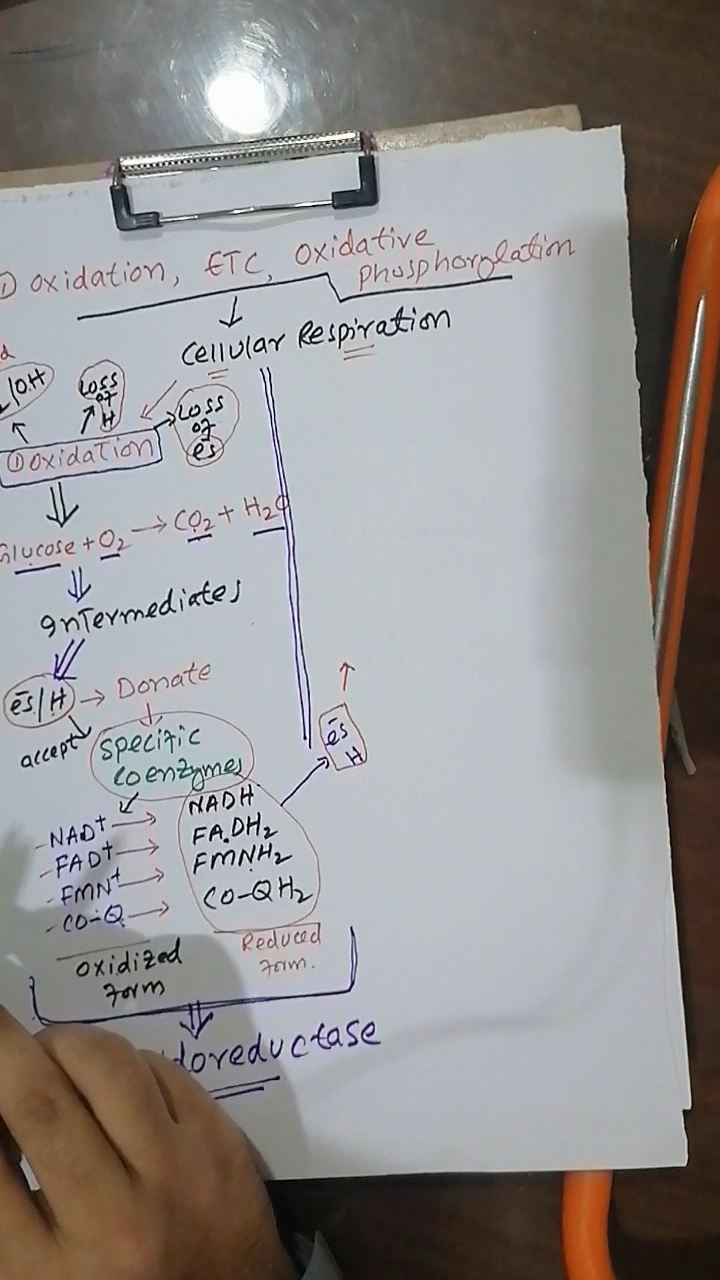 ① Oxidation, ETC, Oxidative
Phosphorylation
Cellular Respiration
d
/OH
Loss
of
H
Loss
of
ēs
① Oxidation
Glucose + O₂ → CO₂ + H₂O
Intermediates
ēs/H → Donate
accept
Specific
Coenzymes
ēs
H
- NAD⁺ → NADH
- FAD⁺ → FADH₂
- FMN⁺ → FMNH₂
- CO-Q → CO-QH₂
Oxidized
Form
Reduced
Form.
doreductase